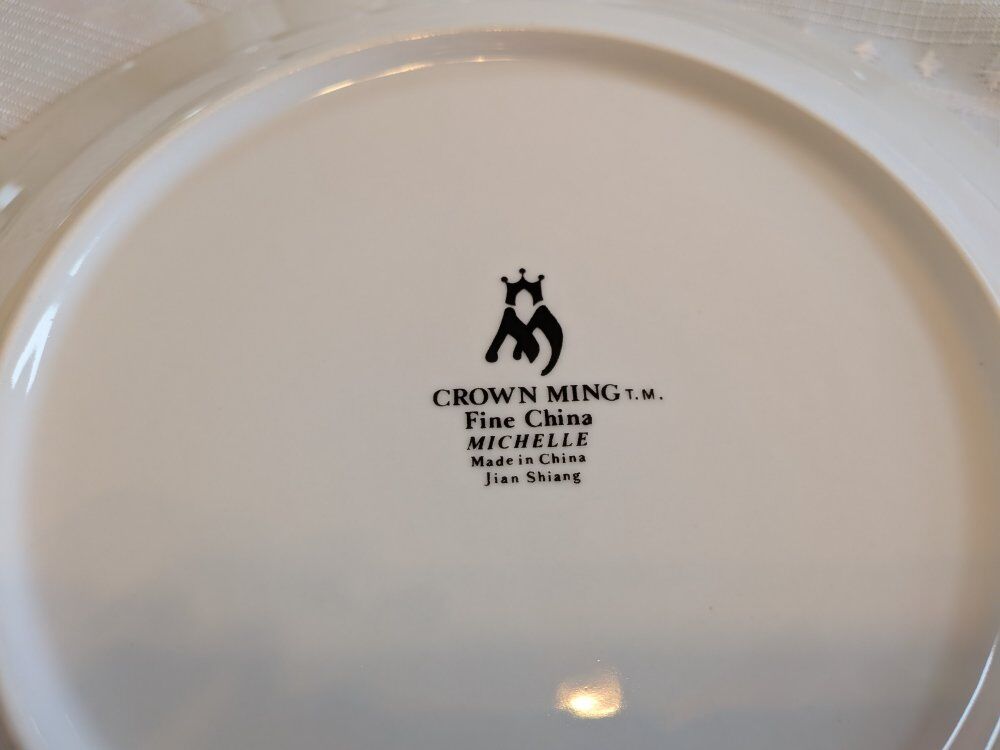 CROWN MING T.M.
Fine China
MICHELLE
Made in China
Jian Shiang